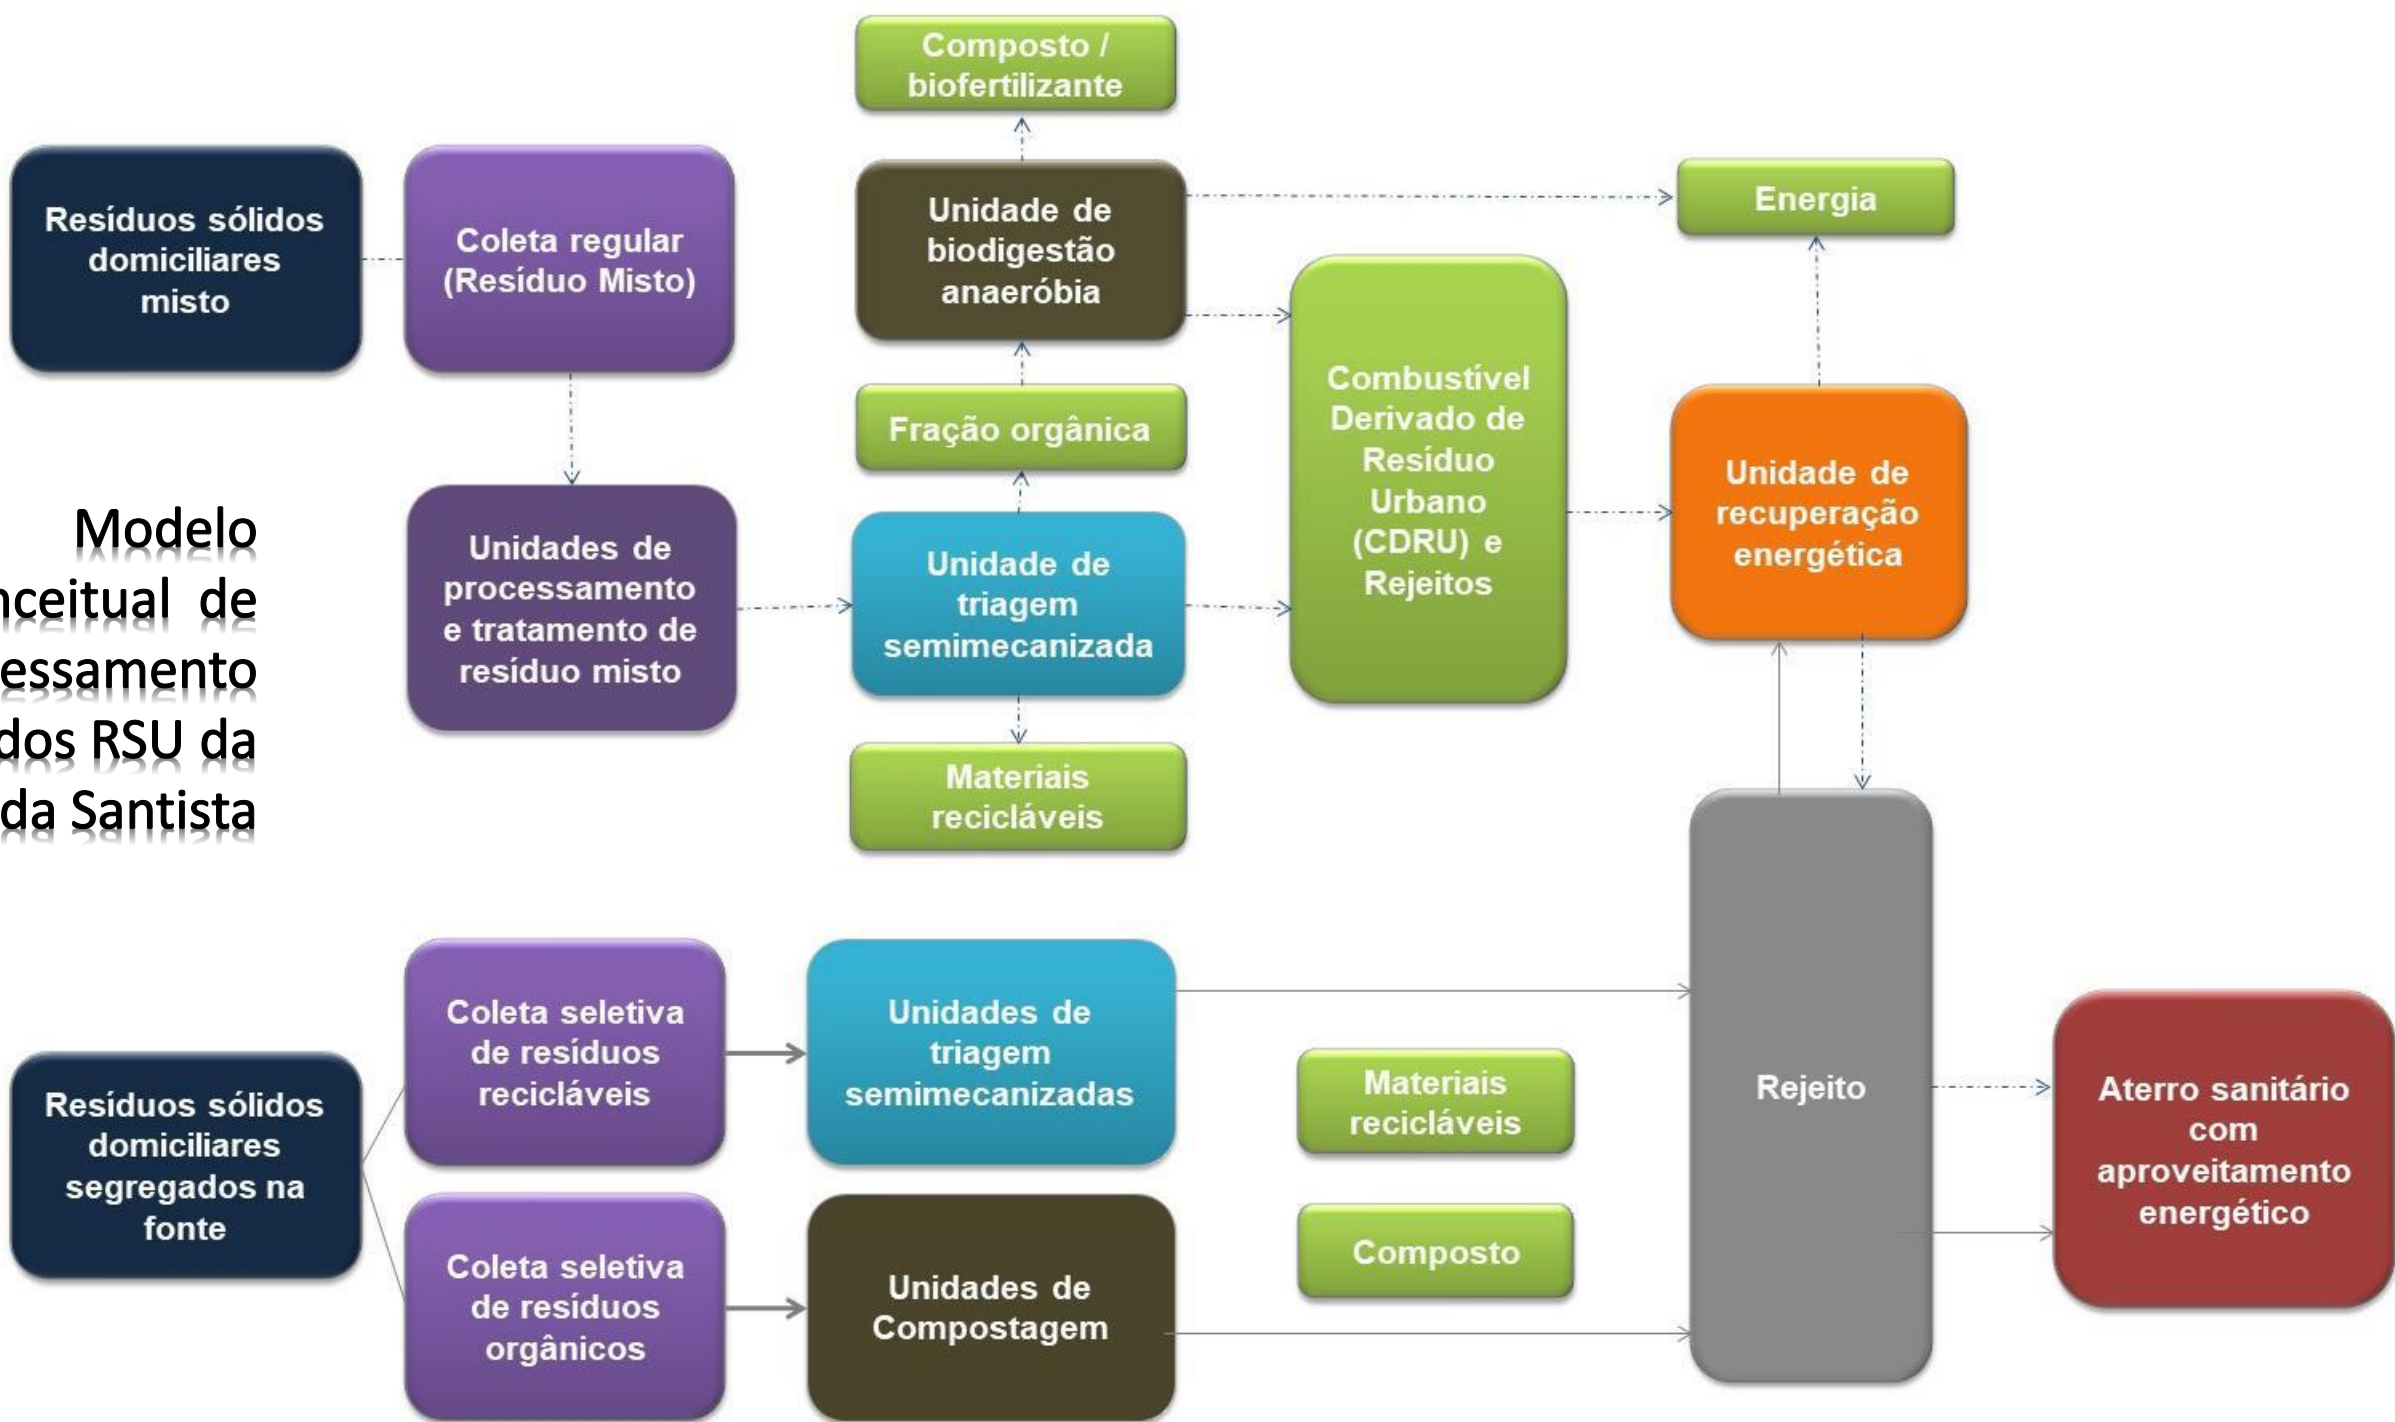 Composto /
biofertilizante
Resíduos sólidos
domiciliares
misto
Coleta regular
(Resíduo Misto)
Unidade de
biodigestão
anaeróbia
Energia
Fração orgânica
Combustível
Derivado de
Resíduo
Urbano
(CDRU) e
Rejeitos
Unidade de
recuperação
energética
Modelo
nceitual de
essamento
dos RSU da
da Santista
Unidades de
processamento
e tratamento de
resíduo misto
Unidade de
triagem
semimecanizada
Materiais
recicláveis
Resíduos sólidos
domiciliares
segregados na
fonte
Coleta seletiva
de resíduos
recicláveis
Unidades de
triagem
semimecanizadas
Materiais
recicláveis
Coleta seletiva
de resíduos
orgânicos
Unidades de
Compostagem
Composto
Rejeito
Aterro sanitário
com
aproveitamento
energético